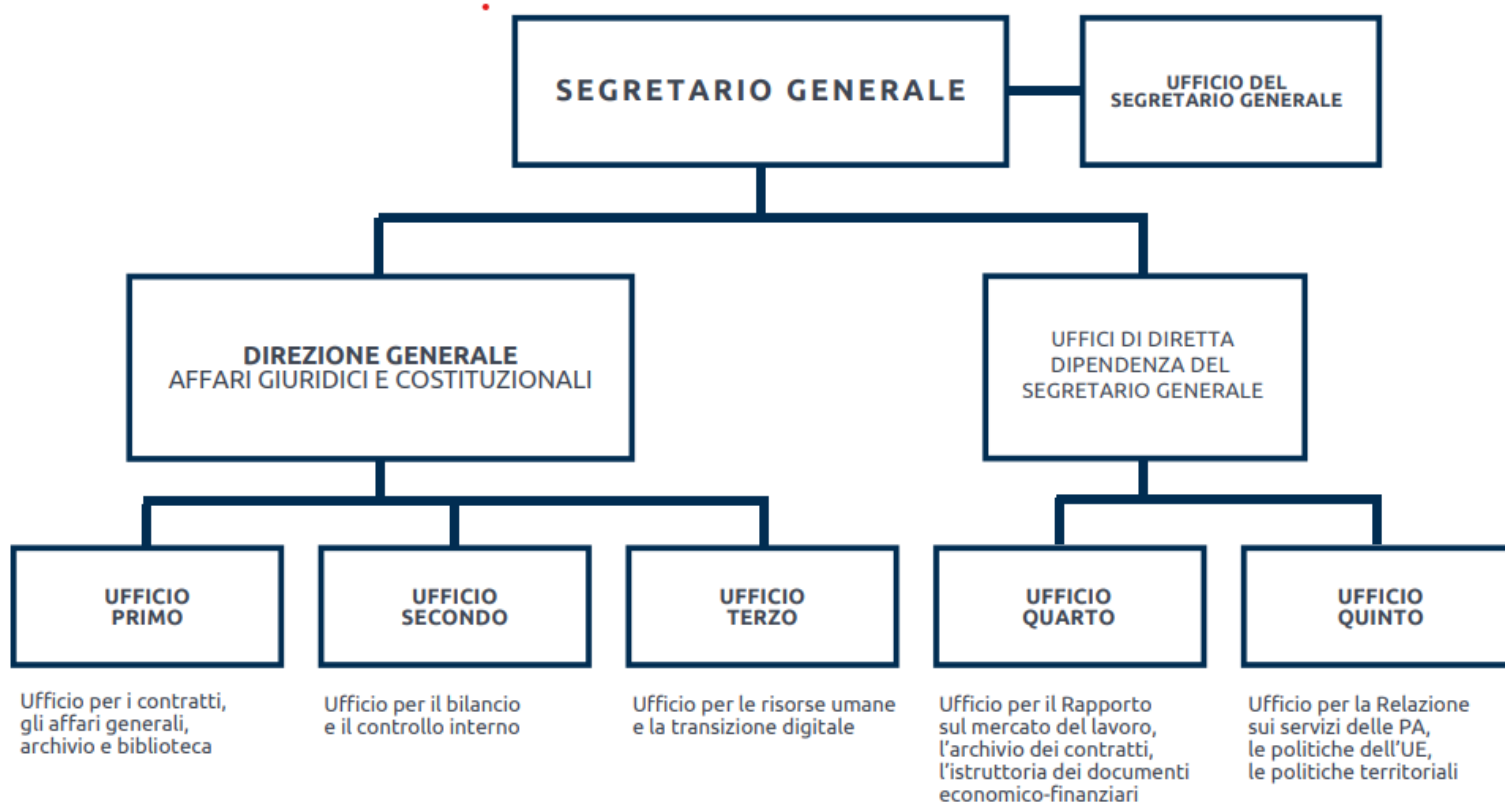 SEGRETARIO GENERALE
UFFICIO DEL
SEGRETARIO GENERALE
DIREZIONE GENERALE
AFFARI GIURIDICI E COSTITUZIONALI
UFFICI DI DIRETTA
DIPENDENZA DEL
SEGRETARIO GENERALE
UFFICIO
PRIMO
Ufficio per i contratti,
gli affari generali,
archivio e biblioteca
UFFICIO
SECONDO
Ufficio per il bilancio
e il controllo interno
UFFICIO
TERZO
Ufficio per le risorse umane
e la transizione digitale
UFFICIO
QUARTO
Ufficio per il Rapporto
sul mercato del lavoro,
l'archivio dei contratti,
l'istruttoria dei documenti
economico-finanziari
UFFICIO
QUINTO
Ufficio per la Relazione
sui servizi delle PA,
le politiche dell'UE,
le politiche territoriali